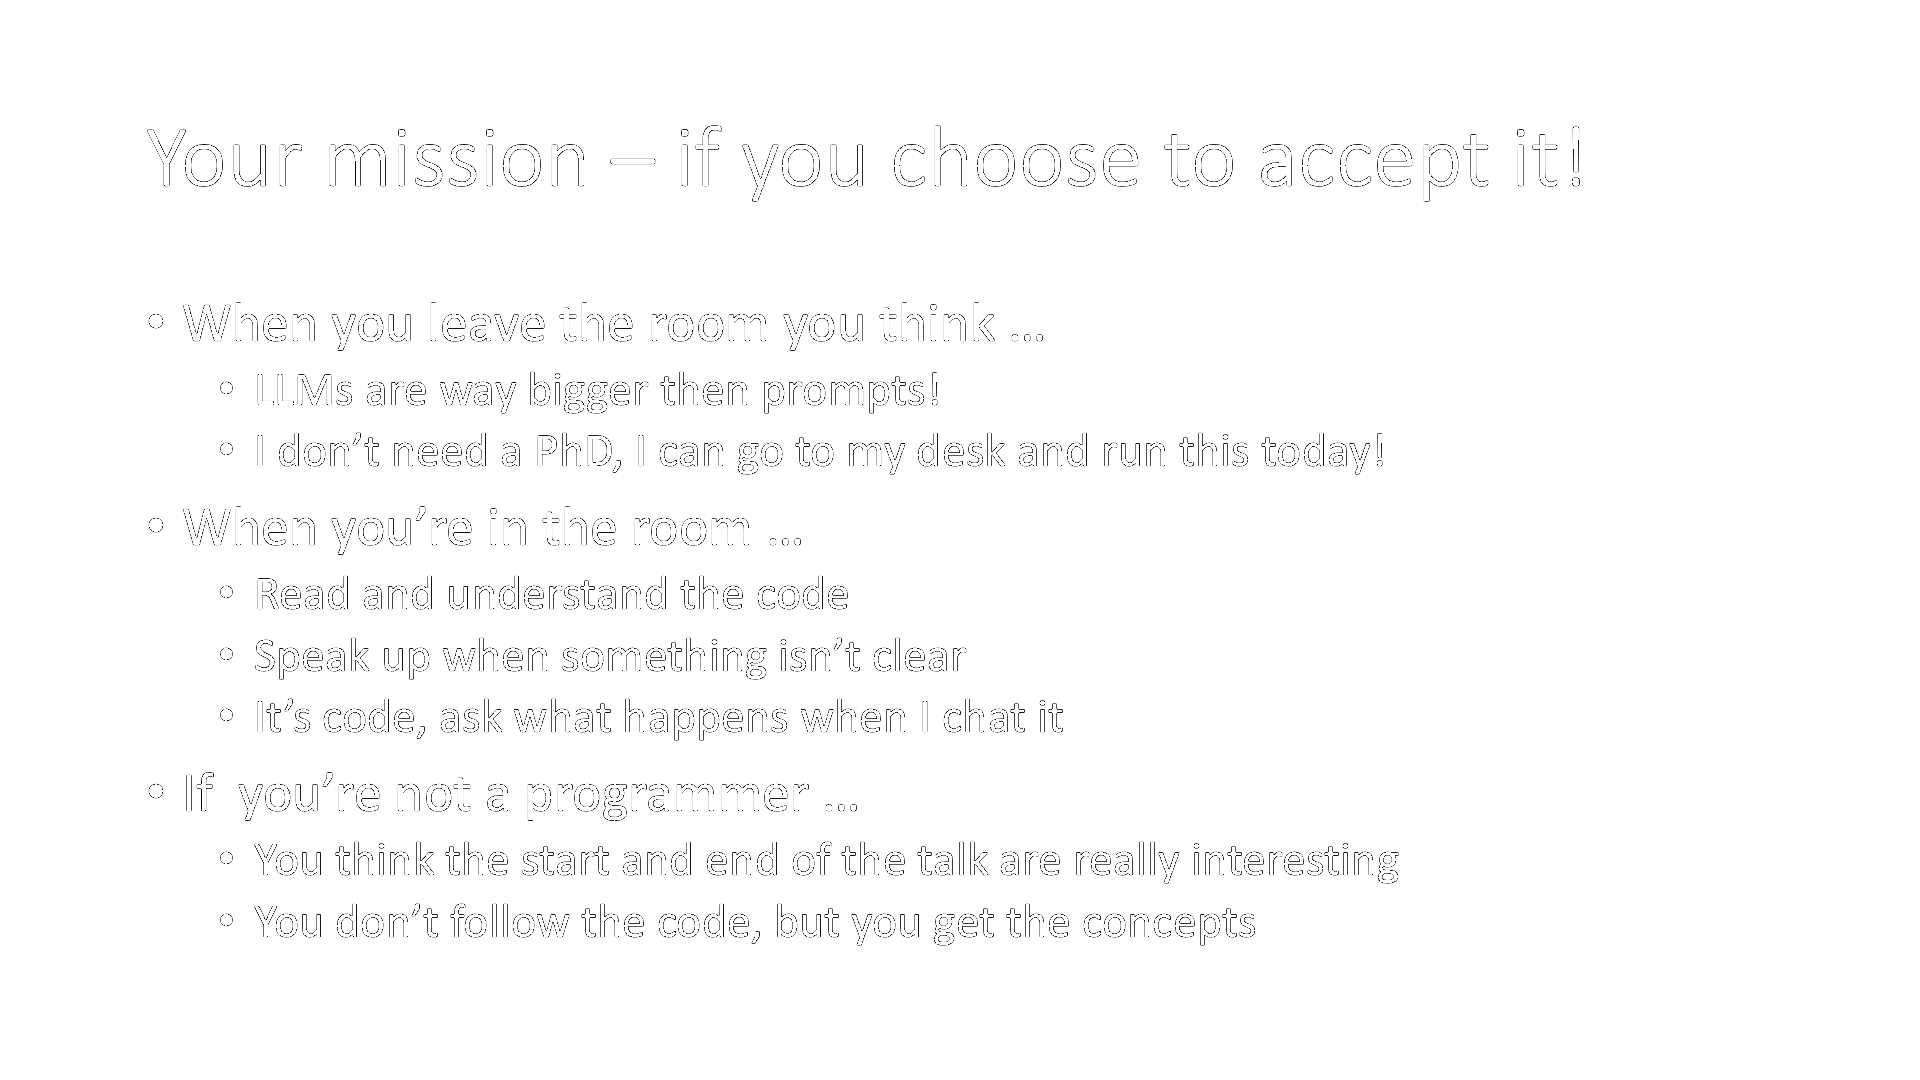 Your mission – if you choose to accept it!
• When you leave the room you think …
• LLMs are way bigger then prompts!
• I don’t need a PhD, I can go to my desk and run this today!
• When you’re in the room …
• Read and understand the code
• Speak up when something isn’t clear
• It’s code, ask what happens when I chat it
• If  you’re not a programmer …
• You think the start and end of the talk are really interesting
• You don’t follow the code, but you get the concepts